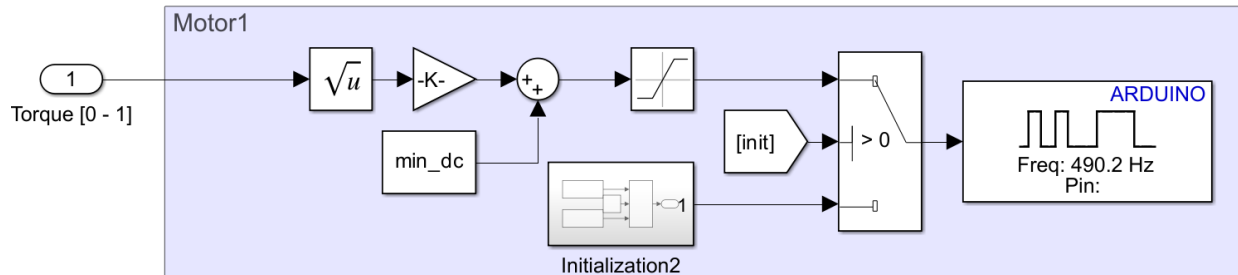 Motor1
1
Torque [0 - 1]
√u
-K-
+
+
min_dc
[init]
> 0
1
Initialization2
ARDUINO
Freq: 490.2 Hz
Pin: